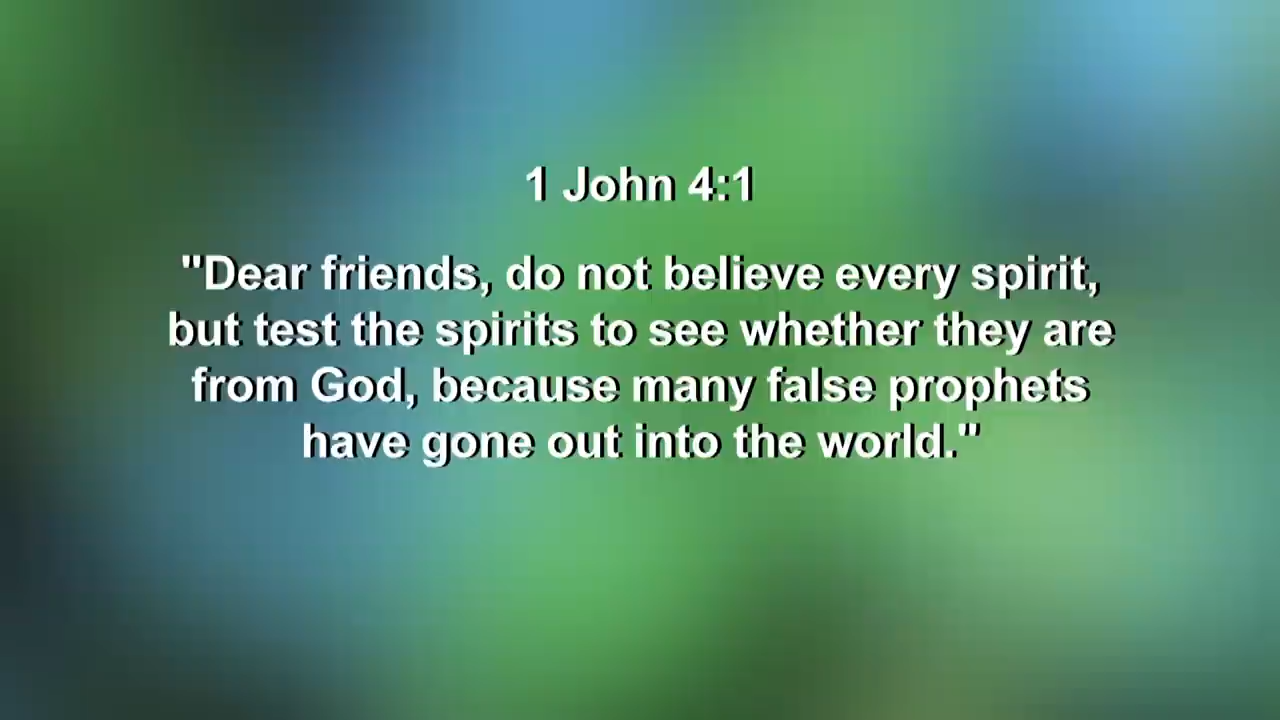 1 John 4:1
"Dear friends, do not believe every spirit,
but test the spirits to see whether they are
from God, because many false prophets
have gone out into the world."